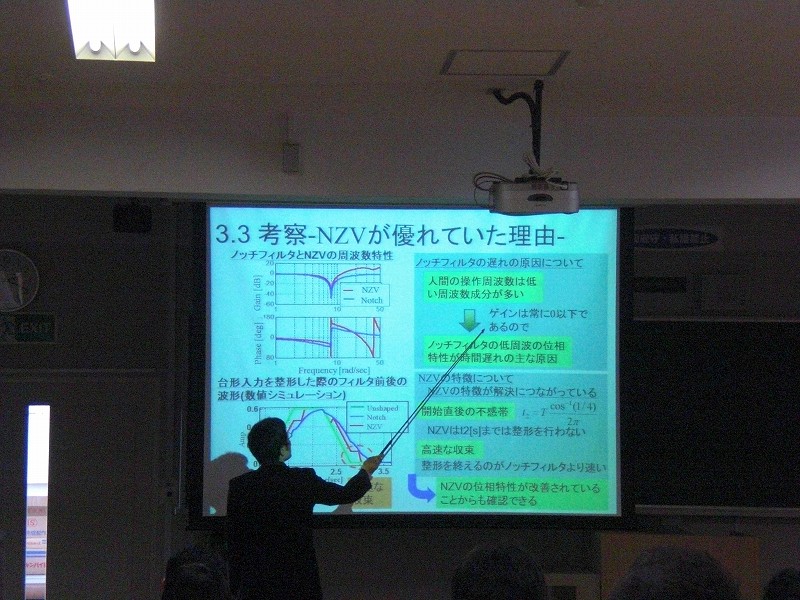 3.3 考察-NZVが優れていた理由-
ノッチフィルタとNZVの周波数特性
Gain [dB]
NZV
Notch
10
50
Phase [deg]
10
50
Frequency [rad/sec]
台形入力を整形した際のフィルタ前後の
波形(数値シミュレーション)
0.6
Unshaped
Notch
NZV
2.5
3.5
ノッチフィルタの遅れの原因について
人間の操作周波数は低
い周波数成分が多い
ゲインは常に0以下で
あるので
ノッチフィルタの低周波の位相
特性が時間遅れの主な原因
NZVの特徴について
NZVの特徴が解決につながっている
開始直後の不感帯
cos⁻¹(1/4)
2π
NZVはt2[s]までは整形を行わない
高速な収束
整形を終えるのがノッチフィルタより速い
NZVの位相特性が改善されている
ことからも確認できる
EXIT